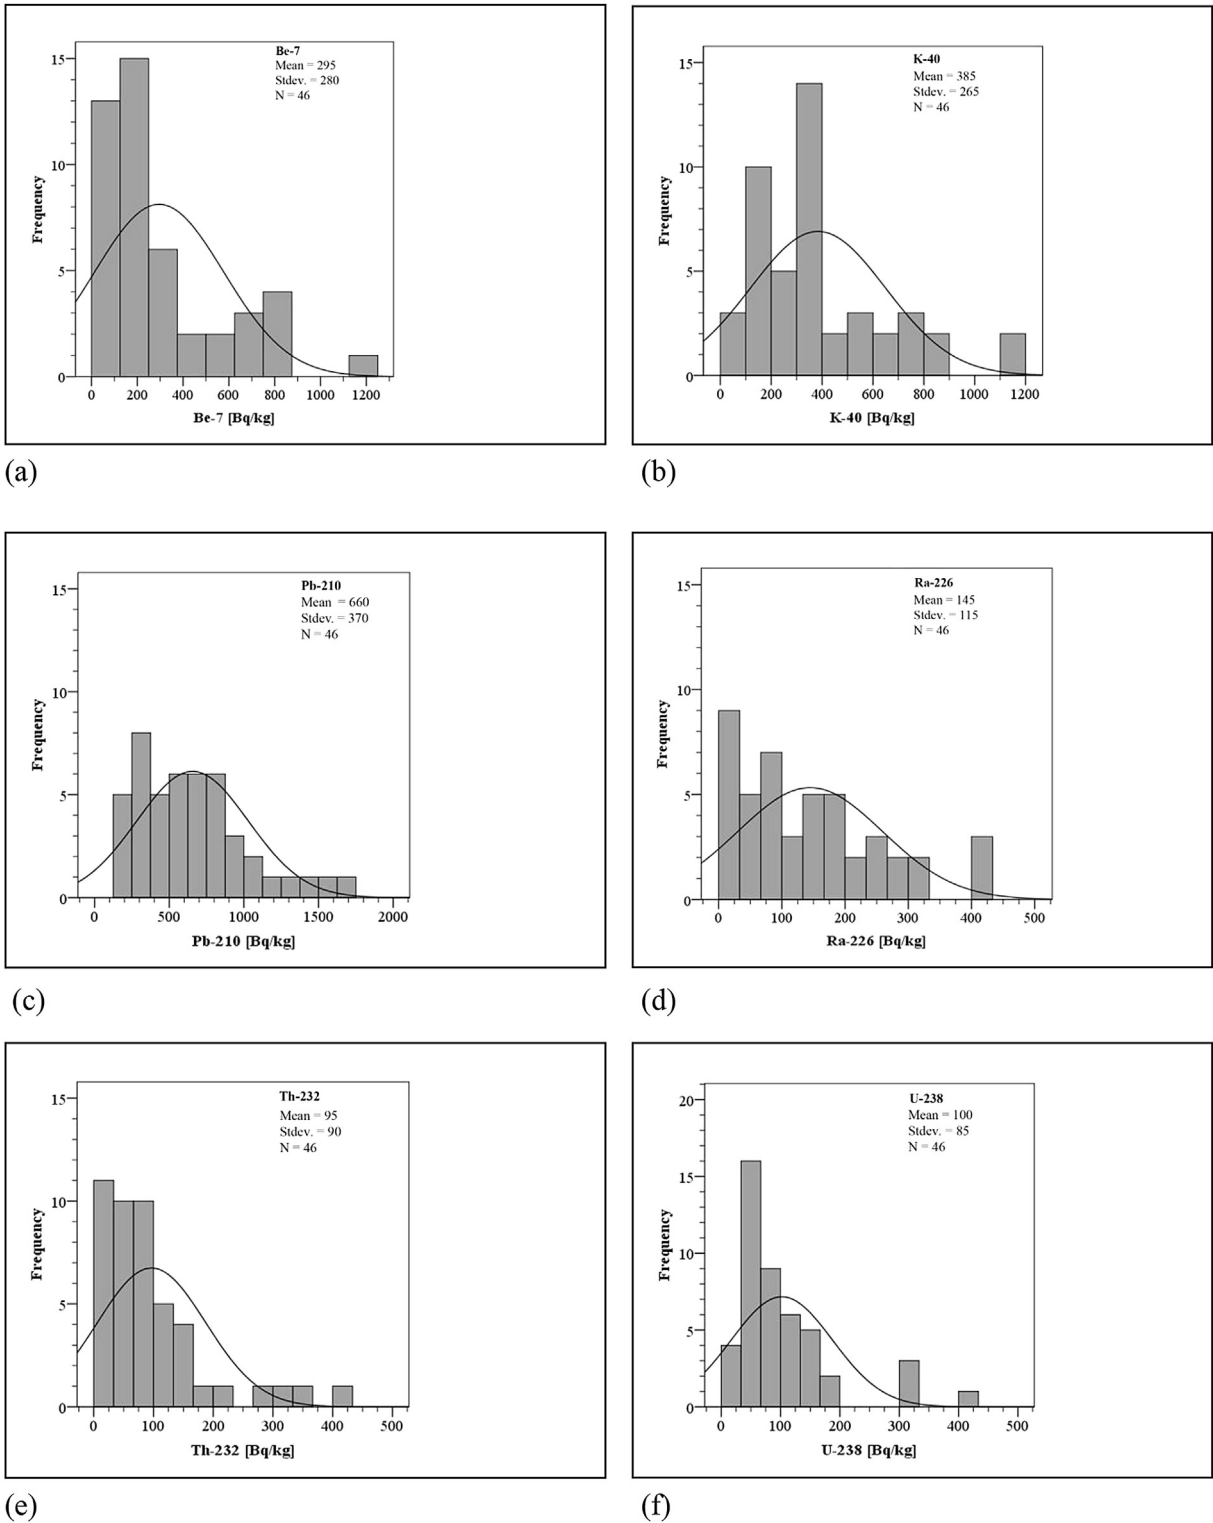 Be-7
Mean = 295
Stdev. = 280
N = 46
15
10
5
0
Frequency
0 200 400 600 800 1000 1200
Be-7 [Bq/kg]
(a)
K-40
Mean = 385
Stdev. = 265
N = 46
15
10
5
0
Frequency
0 200 400 600 800 1000 1200
K-40 [Bq/kg]
(b)
Pb-210
Mean = 660
Stdev. = 370
N = 46
15
10
5
0
Frequency
0 500 1000 1500 2000
Pb-210 [Bq/kg]
(c)
Ra-226
Mean = 145
Stdev. = 115
N = 46
15
10
5
0
Frequency
0 100 200 300 400 500
Ra-226 [Bq/kg]
(d)
Th-232
Mean = 95
Stdev. = 90
N = 46
15
10
5
0
Frequency
0 100 200 300 400 500
Th-232 [Bq/kg]
(e)
U-238
Mean = 100
Stdev. = 85
N = 46
20
15
10
5
0
Frequency
0 100 200 300 400 500
U-238 [Bq/kg]
(f)